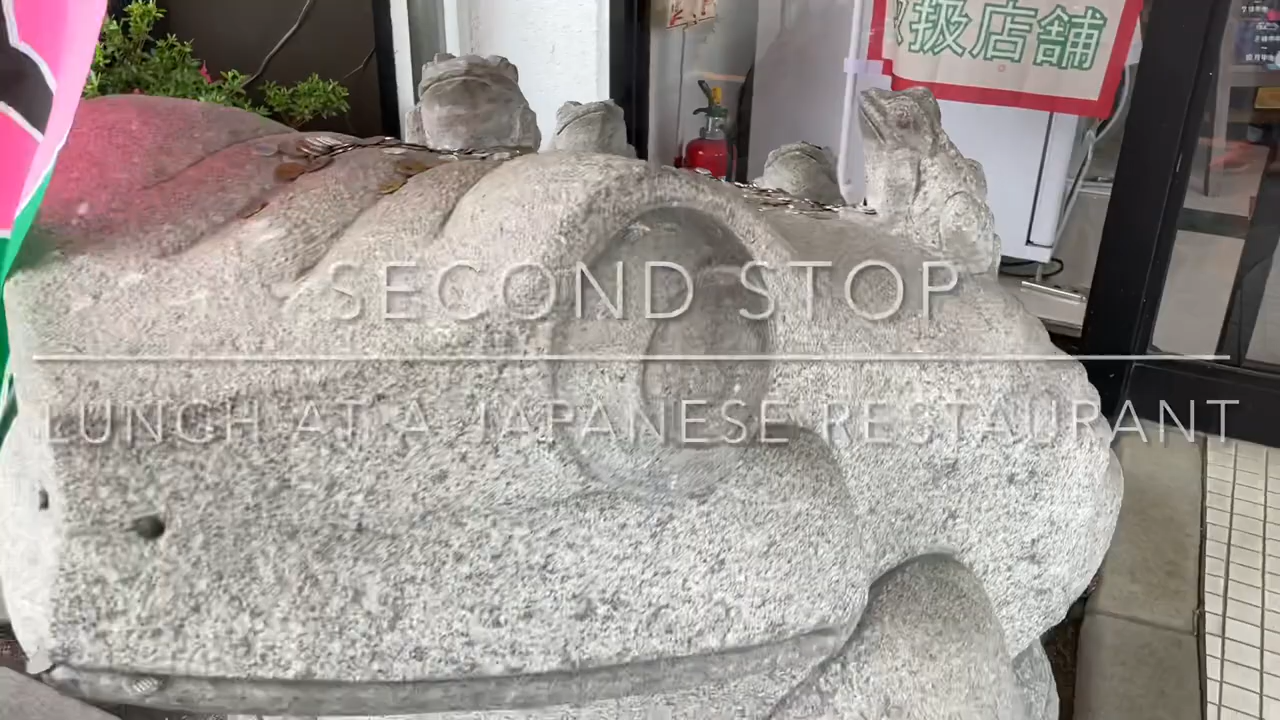 扱店舗
SECOND STOP
LUNCH AT A JAPANESE RESTAURANT